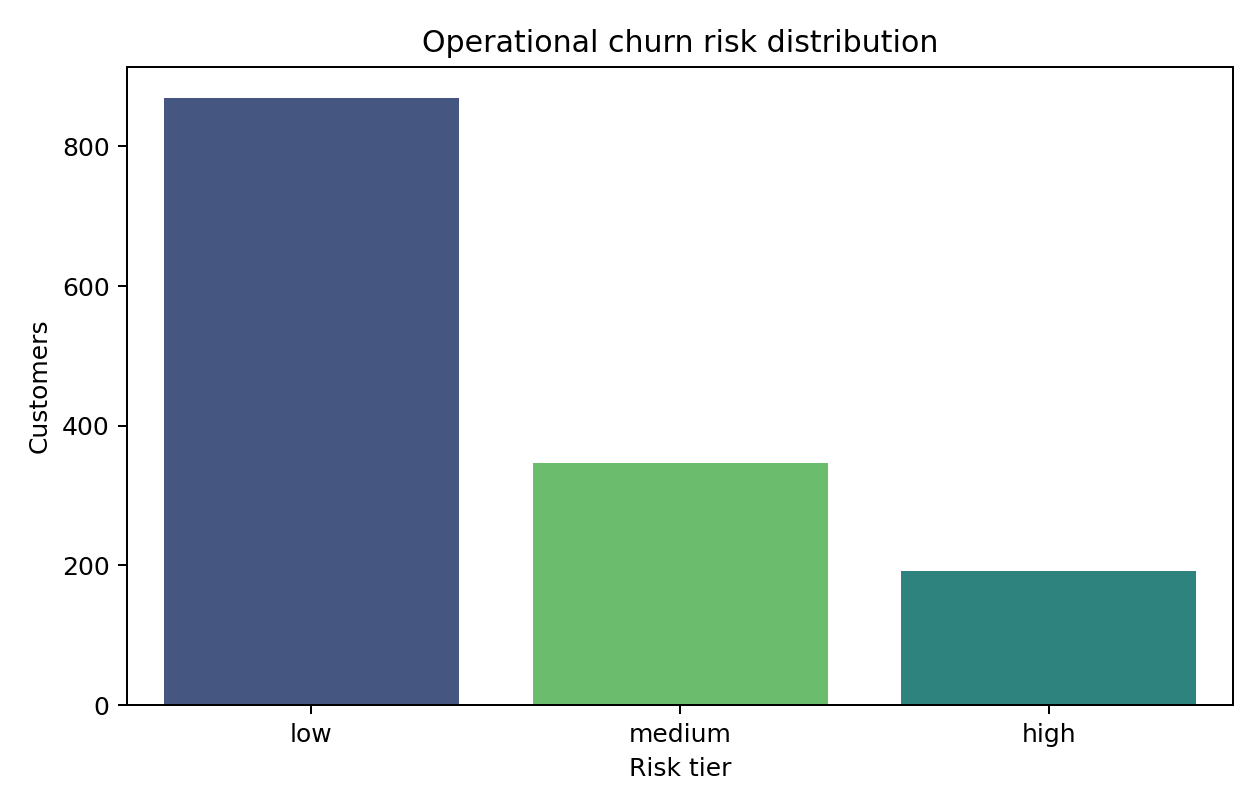 Operational churn risk distribution
Customers
800
600
400
200
0
low medium high
Risk tier